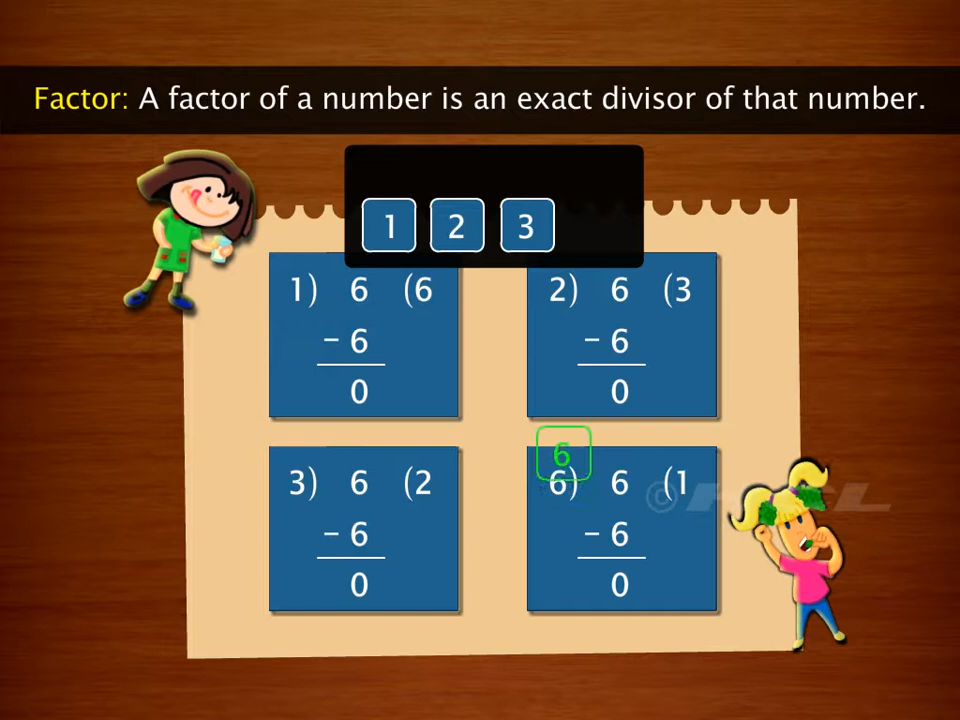 Factor: A factor of a number is an exact divisor of that number.
1 2 3
1) 6 (6
– 6
0
2) 6 (3
– 6
0
3) 6 (2
– 6
0
6
6) 6 (1
– 6
0